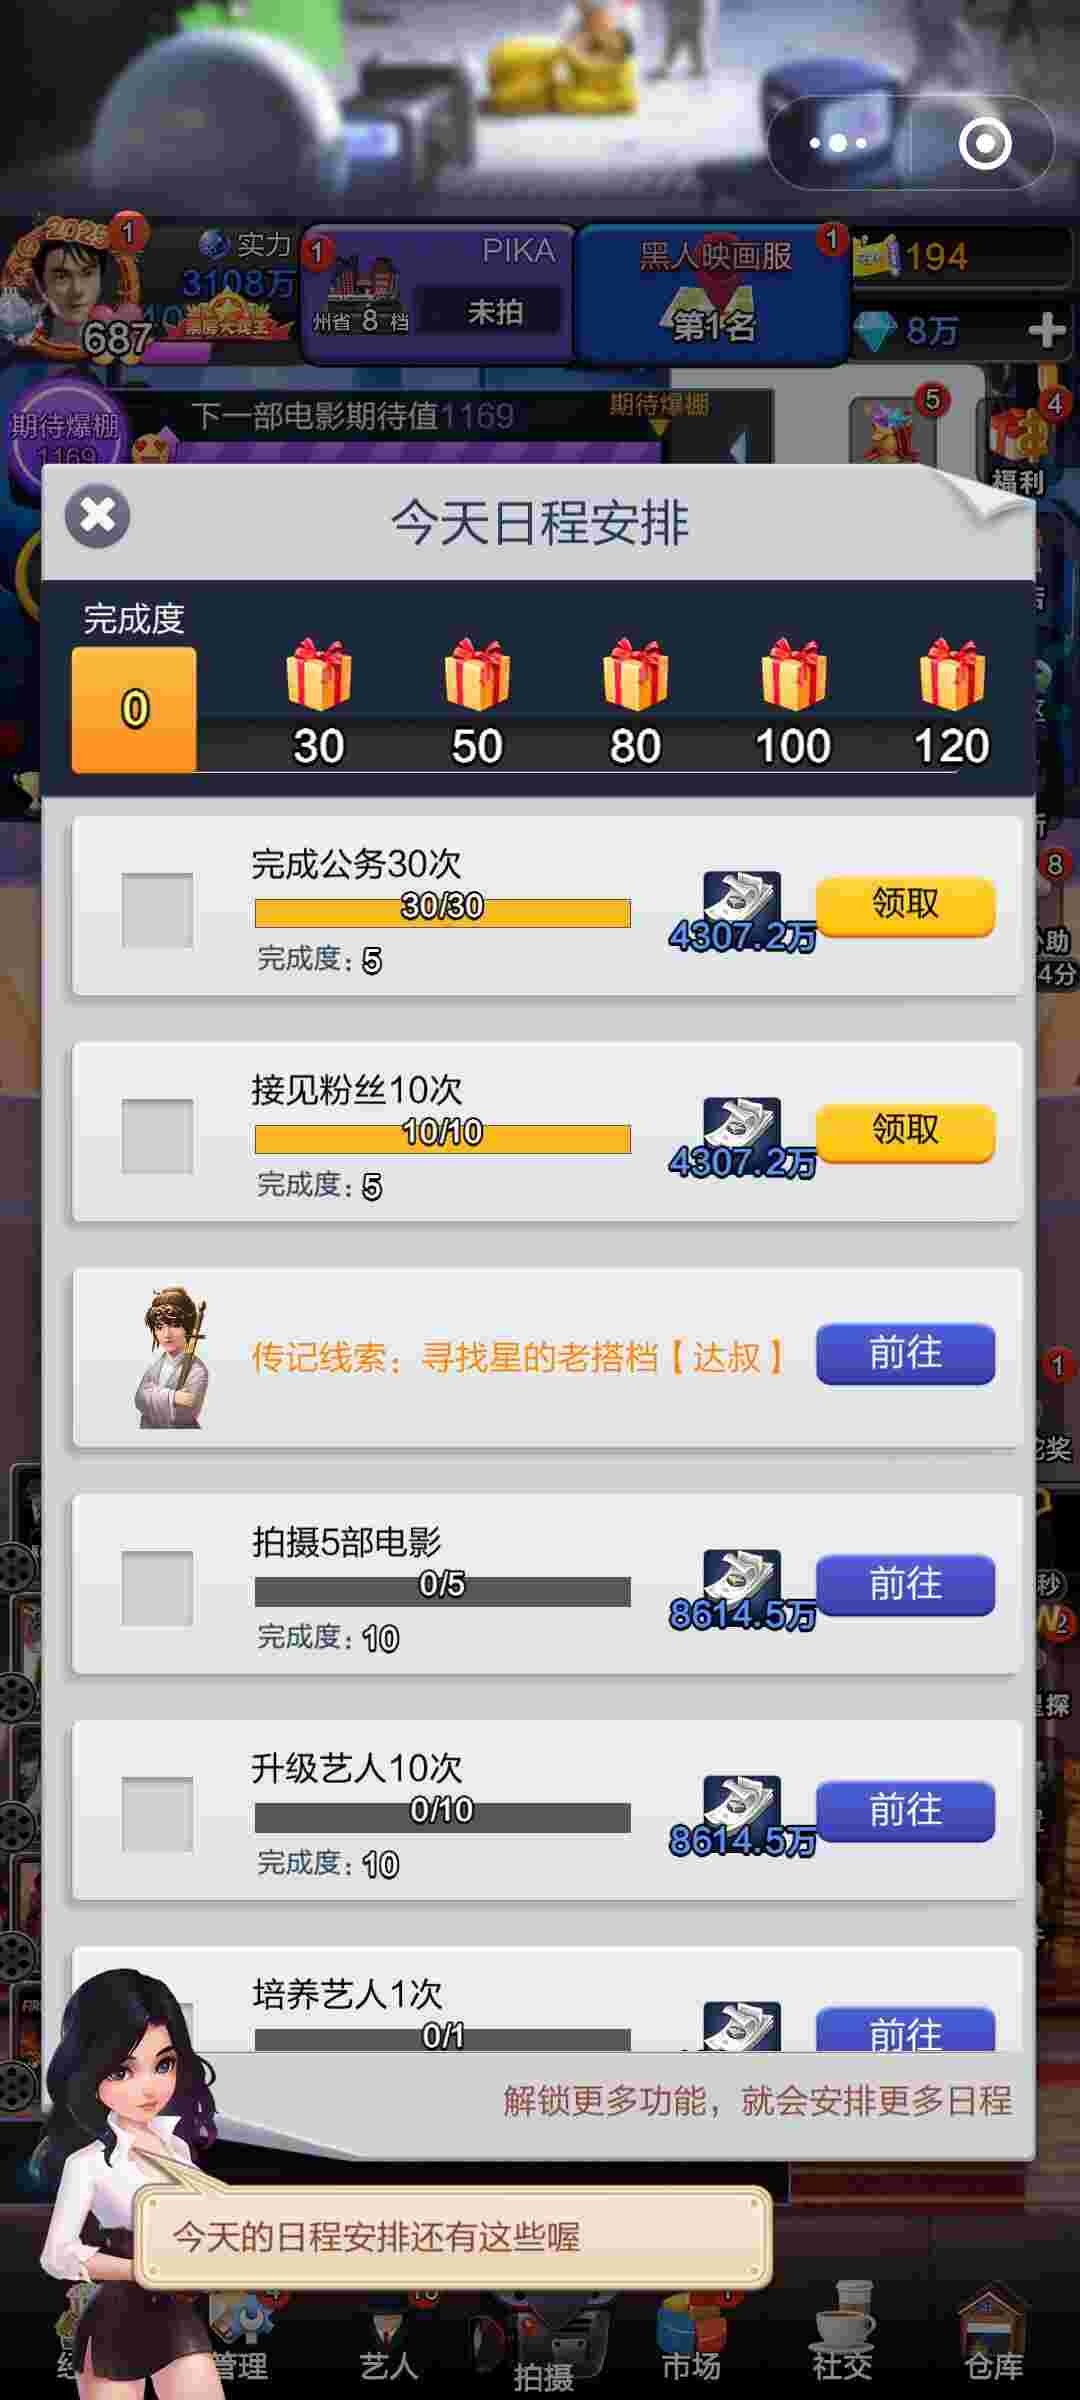 2025
1
实力
3108万
687
票房大赛王
1
PIKA
州省 8 档
未拍
黑人映画服
1
第1名
194
8万
期待爆棚
1169
下一部电影期待值1169
期待爆棚
5
4
福利
今天日程安排
完成度
0
30
50
80
100
120
完成公务30次
30/30
完成度: 5
4307.2万
领取
8
助
4分
接见粉丝10次
10/10
完成度: 5
4307.2万
领取
传记线索：寻找星的老搭档【达叔】
前往
1
奖
拍摄5部电影
0/5
完成度: 10
8614.5万
前往
秒
2
探
升级艺人10次
0/10
完成度: 10
8614.5万
前往
培养艺人1次
0/1
前往
解锁更多功能，就会安排更多日程
今天的日程安排还有这些喔
管理
艺人
拍摄
市场
社交
仓库